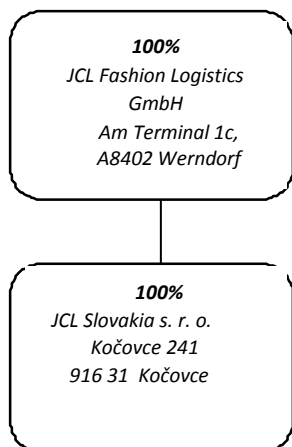 100%
JCL Fashion Logistics
GmbH
Am Terminal 1c,
A8402 Werndorf
100%
JCL Slovakia s. r. o.
Kočovce 241
916 31 Kočovce